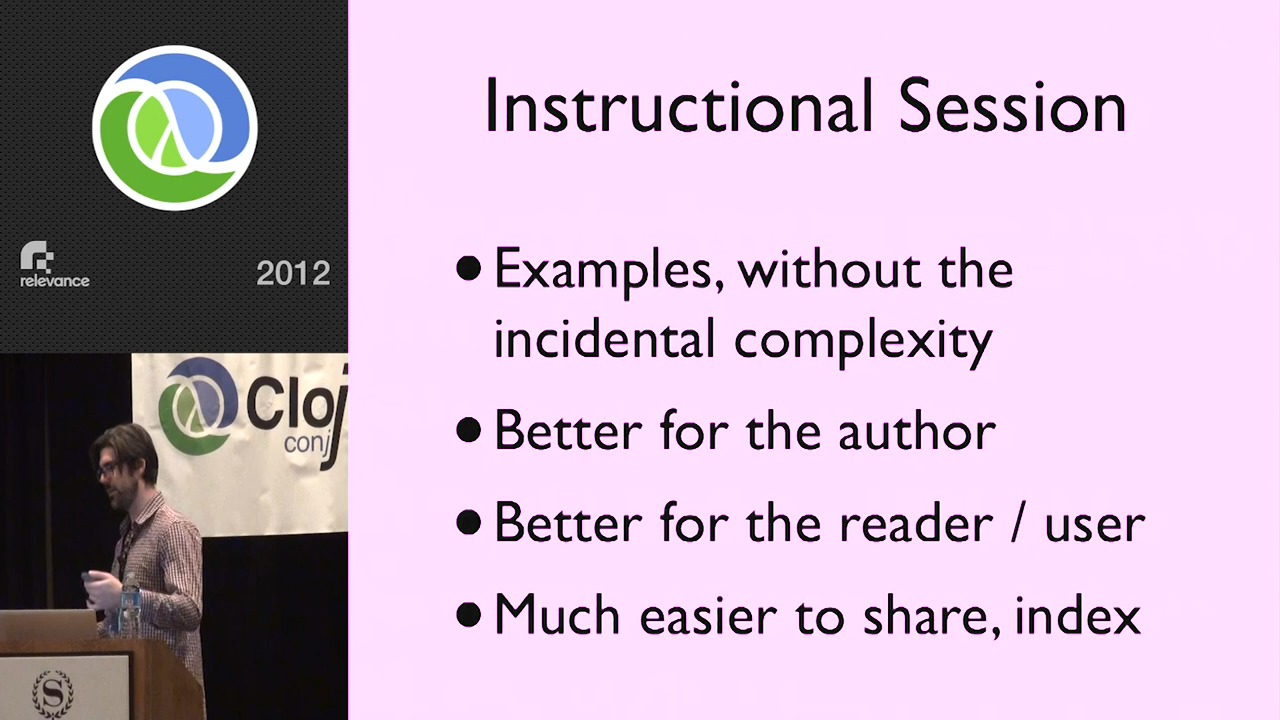 relevance
2012
Cloj
conj
S
Instructional Session
• Examples, without the
incidental complexity
• Better for the author
• Better for the reader / user
• Much easier to share, index